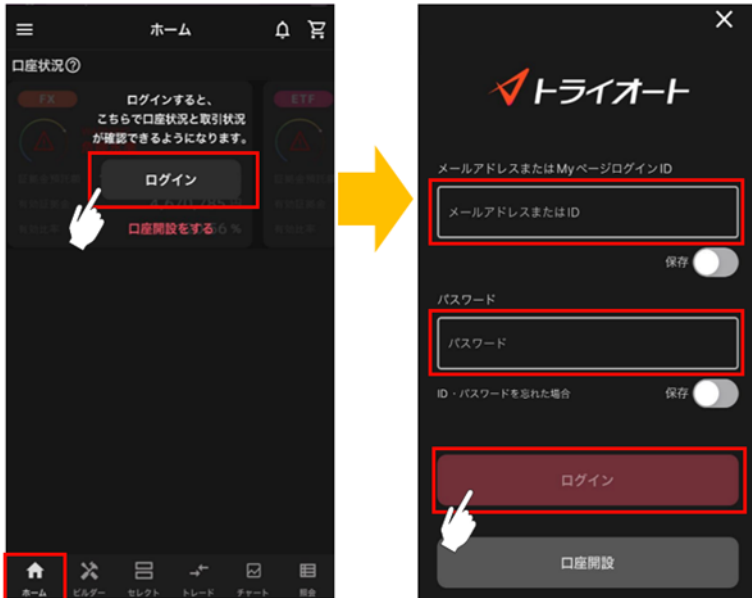 ホーム
口座状況?
FX
ETF
ログインすると、
こちらで口座状況と取引状況
が確認できるようになります。
ログイン
口座開設をする
ホーム
ビルダー
セレクト
トレード
チャート
照会
トライオート
メールアドレスまたはMyページログインID
メールアドレスまたはID
保存
パスワード
パスワード
ID・パスワードを忘れた場合
保存
ログイン
口座開設